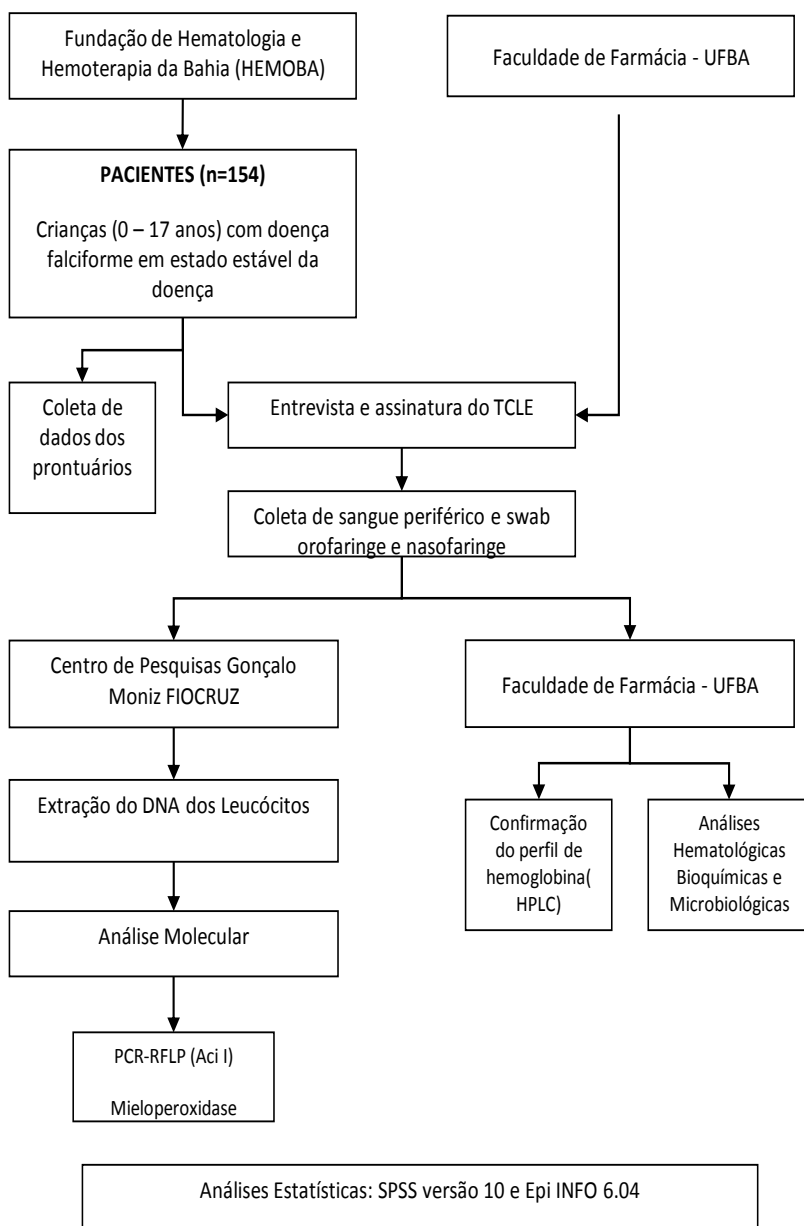 Fundação de Hematologia e
Hemoterapia da Bahia (HEMOBA)
Faculdade de Farmácia - UFBA
PACIENTES (n=154)
Crianças (0 – 17 anos) com doença
falciforme em estado estável da
doença
Coleta de
dados dos
prontuários
Entrevista e assinatura do TCLE
Coleta de sangue periférico e swab
orofaringe e nasofaringe
Centro de Pesquisas Gonçalo
Moniz FIOCRUZ
Faculdade de Farmácia - UFBA
Extração do DNA dos Leucócitos
Confirmação
do perfil de
hemoglobina(
HPLC)
Análises
Hematológicas
Bioquímicas e
Microbiológicas
Análise Molecular
PCR-RFLP (Aci I)
Mieloperoxidase
Análises Estatísticas: SPSS versão 10 e Epi INFO 6.04